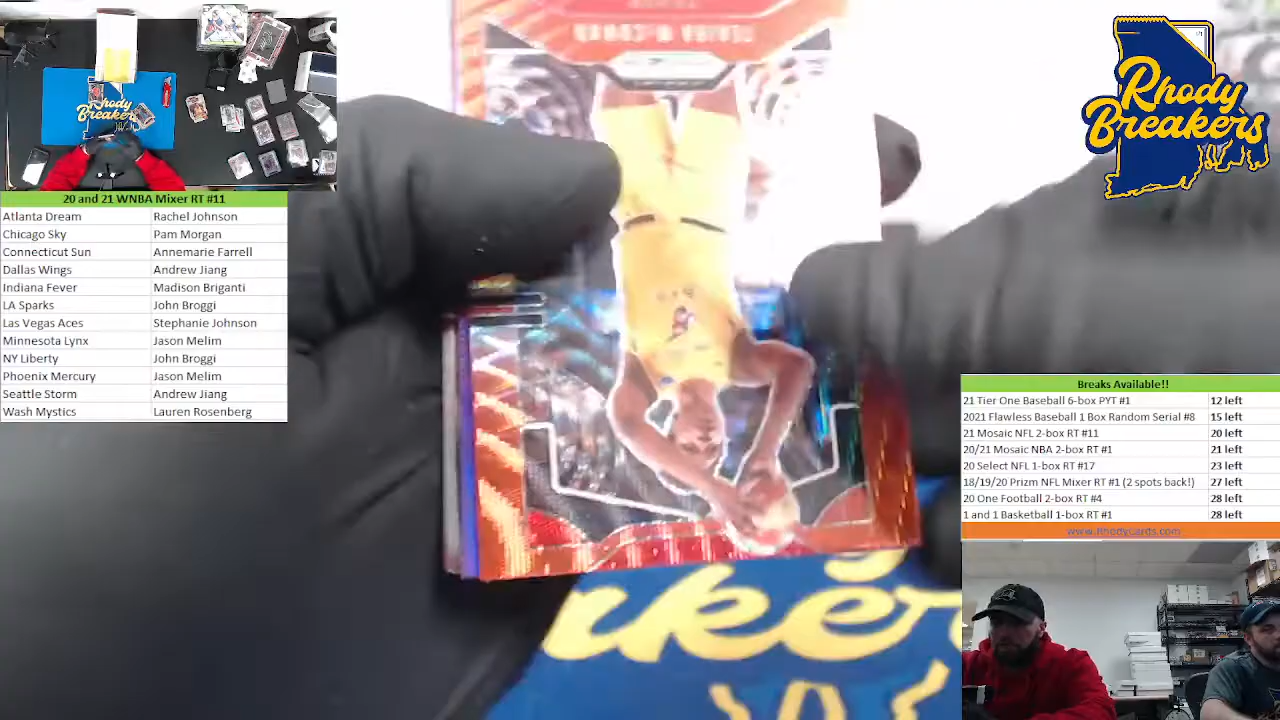 Rhody
Breakers
20 and 21 WNBA Mixer RT #11
Atlanta Dream Rachel Johnson
Chicago Sky Pam Morgan
Connecticut Sun Annemarie Farrell
Dallas Wings Andrew Jiang
Indiana Fever Madison Briganti
LA Sparks John Broggi
Las Vegas Aces Stephanie Johnson
Minnesota Lynx Jason Melim
NY Liberty John Broggi
Phoenix Mercury Jason Melim
Seattle Storm Andrew Jiang
Wash Mystics Lauren Rosenberg
Rhody
Breakers
Breaks Available!!
21 Tier One Baseball 6-box PYT #1 12 left
2021 Flawless Baseball 1 Box Random Serial #8 15 left
21 Mosaic NFL 2-box RT #11 20 left
20/21 Mosaic NBA 2-box RT #1 21 left
20 Select NFL 1-box RT #17 23 left
18/19/20 Prizm NFL Mixer RT #1 (2 spots back!) 27 left
20 One Football 2-box RT #4 28 left
1 and 1 Basketball 1-box RT #1 28 left
www.RhodyCards.com